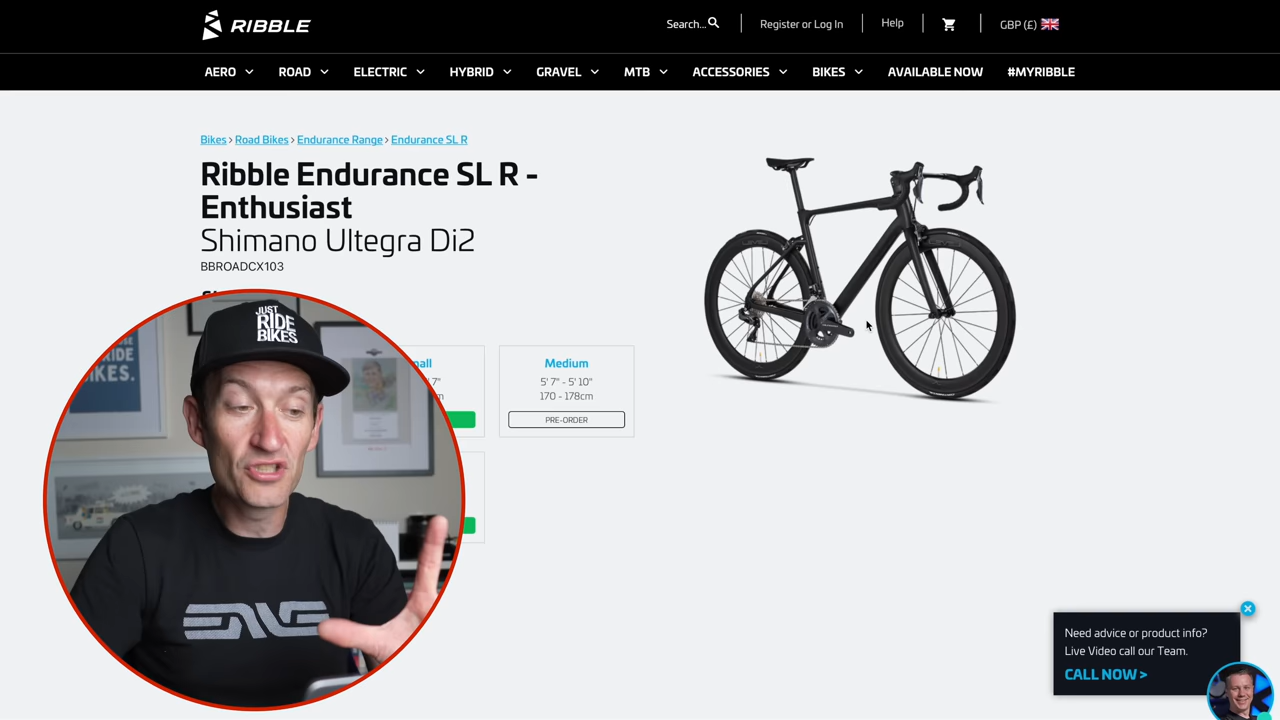 RIBBLE
Search...
Register or Log In
Help
GBP (£)
AERO
ROAD
ELECTRIC
HYBRID
GRAVEL
MTB
ACCESSORIES
BIKES
AVAILABLE NOW
#MYRIBBLE
Bikes > Road Bikes > Endurance Range > Endurance SL R
Ribble Endurance SL R -
Enthusiast
Shimano Ultegra Di2
BBROADCX103
Medium
5' 7" - 5' 10"
170 - 178cm
PRE-ORDER
JUST
RIDE
BIKES
RIDE
KES.
ENVE
Need advice or product info?
Live Video call our Team.
CALL NOW >